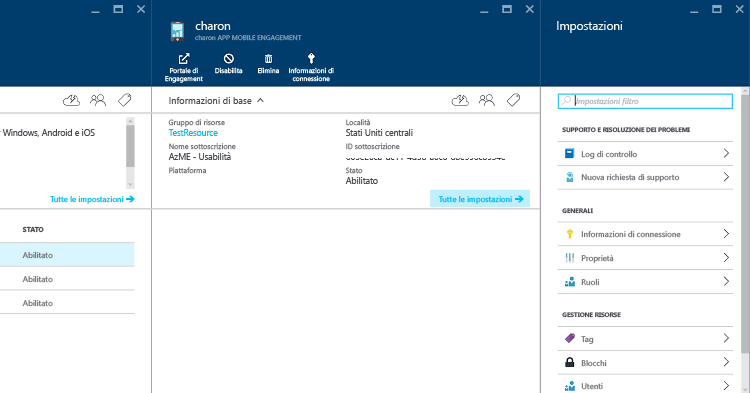 Windows, Android e iOS
Tutte le impostazioni
STATO
Abilitato
Abilitato
Abilitato
charon
charon APP MOBILE ENGAGEMENT
Portale di
Engagement
Disabilita
Elimina
Informazioni di
connessione
Informazioni di base
Gruppo di risorse
TestResource
Nome sottoscrizione
AzME - Usabilità
Piattaforma
Località
Stati Uniti centrali
ID sottoscrizione
Stato
Abilitato
Tutte le impostazioni
Impostazioni
Impostazioni filtro
SUPPORTO E RISOLUZIONE DEI PROBLEMI
Log di controllo
Nuova richiesta di supporto
GENERALI
Informazioni di connessione
Proprietà
Ruoli
GESTIONE RISORSE
Tag
Blocchi
Utenti